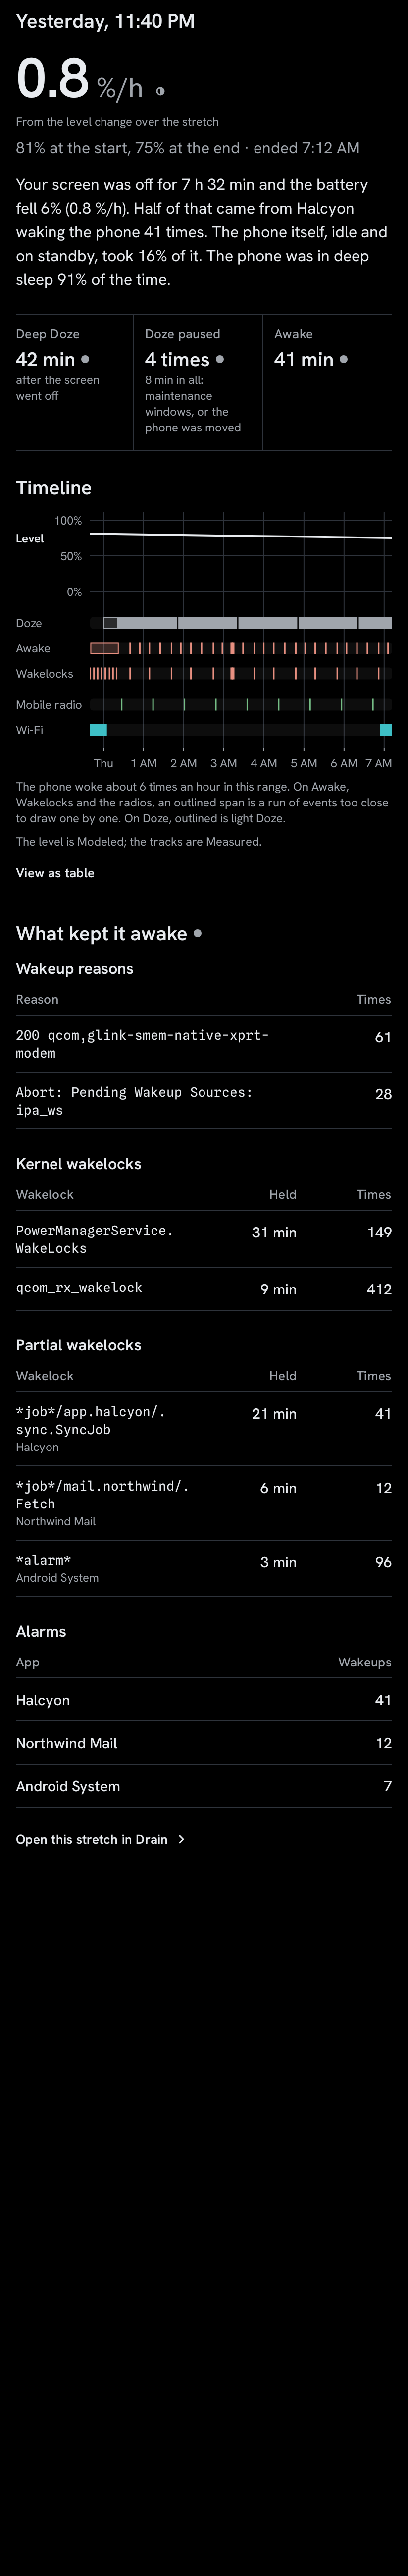 Yesterday, 11:40 PM
0.8 %/h
From the level change over the stretch
81% at the start, 75% at the end · ended 7:12 AM
Your screen was off for 7 h 32 min and the battery
fell 6% (0.8 %/h). Half of that came from Halcyon
waking the phone 41 times. The phone itself, idle and
on standby, took 16% of it. The phone was in deep
sleep 91% of the time.
Deep Doze
42 min
after the screen
went off
Doze paused
4 times
8 min in all:
maintenance
windows, or the
phone was moved
Awake
41 min
Timeline
100%
Level
50%
0%
Doze
Awake
Wakelocks
Mobile radio
Wi-Fi
Thu 1 AM 2 AM 3 AM 4 AM 5 AM 6 AM 7 AM
The phone woke about 6 times an hour in this range. On Awake,
Wakelocks and the radios, an outlined span is a run of events too close
to draw one by one. On Doze, outlined is light Doze.
The level is Modeled; the tracks are Measured.
View as table
What kept it awake
Wakeup reasons
Reason Times
200 qcom,glink-smem-native-xprt- 61
modem
Abort: Pending Wakeup Sources: 28
ipa_ws
Kernel wakelocks
Wakelock Held Times
PowerManagerService. 31 min 149
WakeLocks
qcom_rx_wakelock 9 min 412
Partial wakelocks
Wakelock Held Times
*job*/app.halcyon/. 21 min 41
sync.SyncJob
Halcyon
*job*/mail.northwind/. 6 min 12
Fetch
Northwind Mail
*alarm* 3 min 96
Android System
Alarms
App Wakeups
Halcyon 41
Northwind Mail 12
Android System 7
Open this stretch in Drain